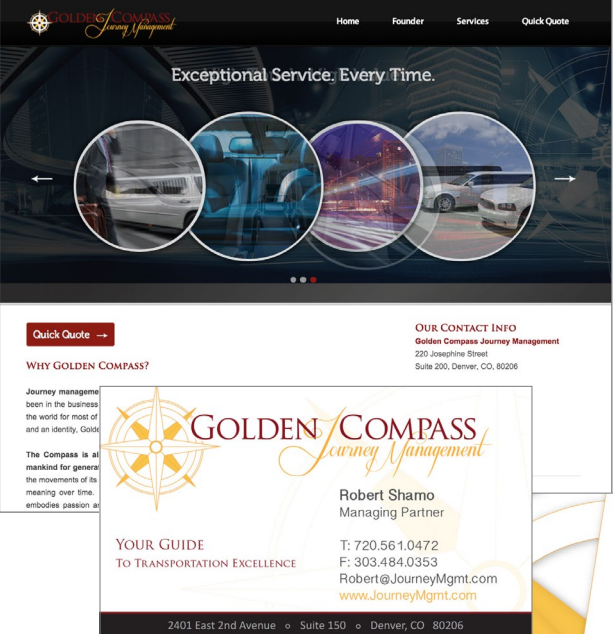 GOLDEN COMPASS
Journey Management
Home Founder Services Quick Quote
Exceptional Service. Every Time.
Quick Quote →
WHY GOLDEN COMPASS?
Journey manageme
been in the business
the world for most of
and an identity, Golde
The Compass is al
mankind for generat
the movements of its
meaning over time.
embodies passion an
OUR CONTACT INFO
Golden Compass Journey Management
220 Josephine Street
Suite 200, Denver, CO, 80206
GOLDEN COMPASS
Journey Management
Robert Shamo
Managing Partner
YOUR GUIDE
TO TRANSPORTATION EXCELLENCE
T: 720.561.0472
F: 303.484.0353
Robert@JourneyMgmt.com
www.JourneyMgmt.com
2401 East 2nd Avenue o Suite 150 o Denver, CO 80206